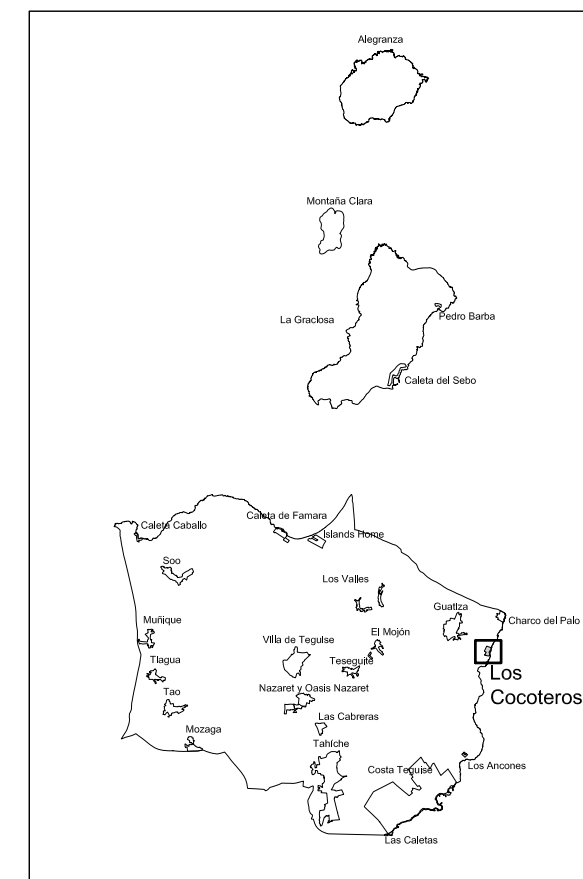 Alegranza
Montaña Clara
La Graciosa
Pedro Barba
Caleta del Sebo
Caleta Caballo
Caleta de Famara
Islands Home
Soo
Los Valles
Guatiza
Charco del Palo
Muñique
El Mojón
Villa de Teguise
Teseguite
Tiagua
Los
Cocoteros
Tao
Nazaret y Oasis Nazaret
Las Cabreras
Mozaga
Tahíche
Costa Teguise
Los Ancones
Las Caletas